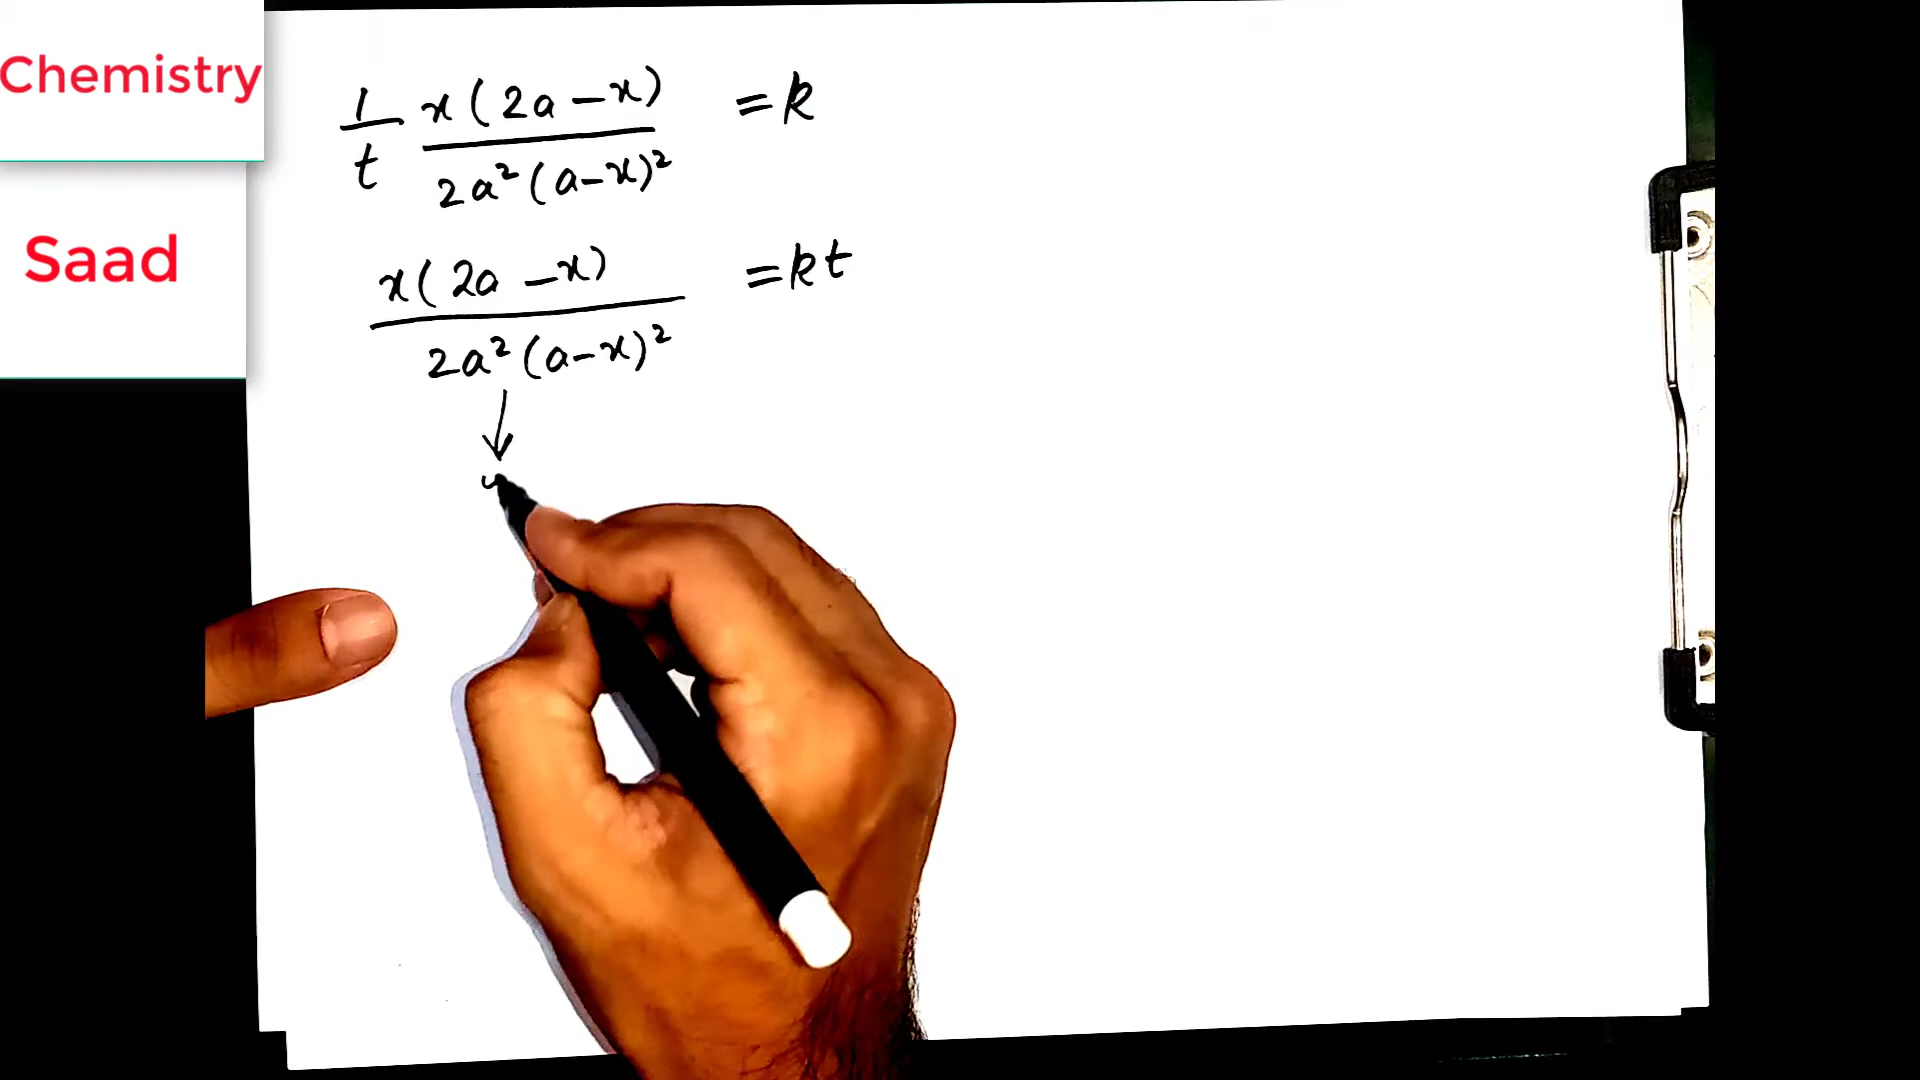 Chemistry
Saad
1/t x(2a-x)/2a²(a-x)² = k
x(2a-x)/2a²(a-x)² = kt
↓
y